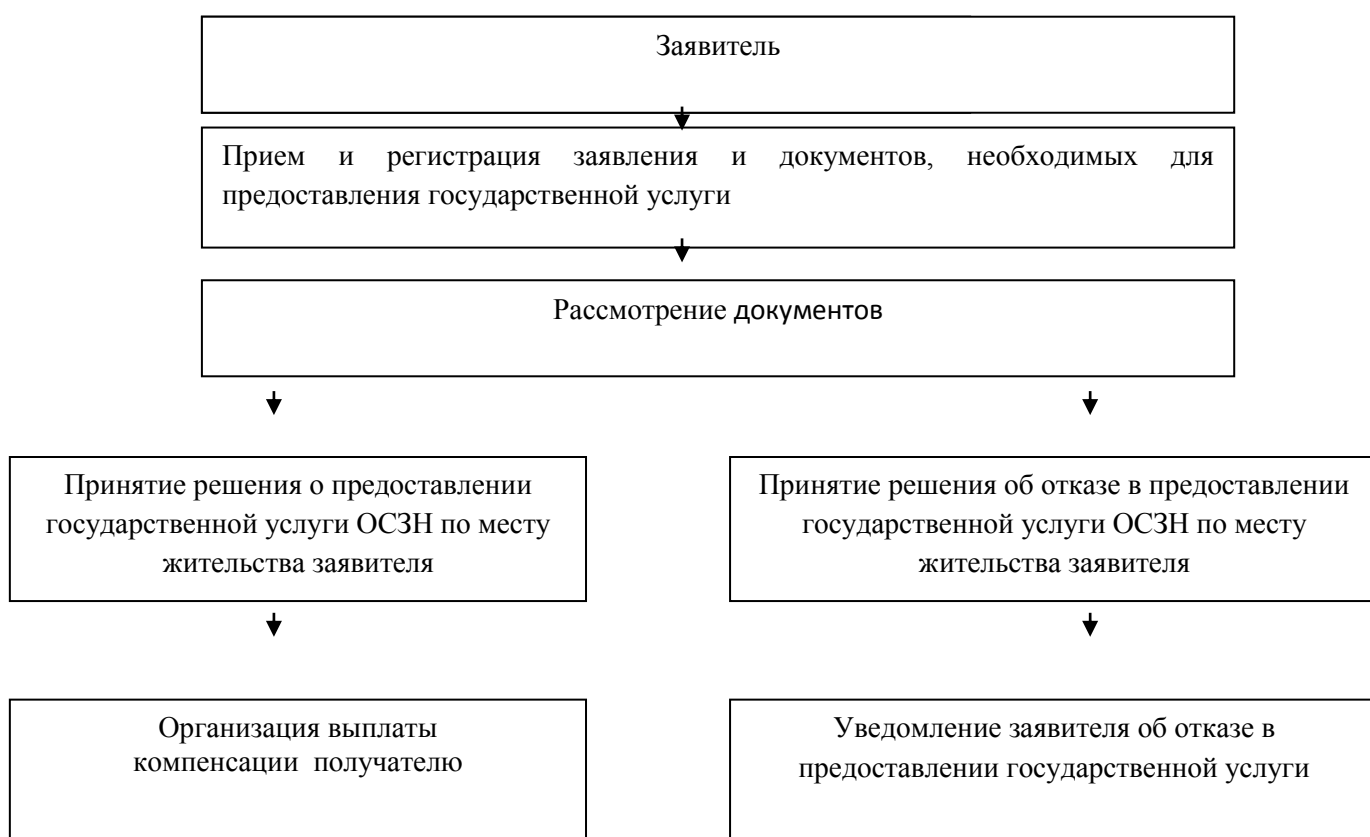 Заявитель
Прием и регистрация заявления и документов, необходимых для
предоставления государственной услуги
Рассмотрение документов
Принятие решения о предоставлении
государственной услуги ОСЗН по месту
жительства заявителя
Принятие решения об отказе в предоставлении
государственной услуги ОСЗН по месту
жительства заявителя
Организация выплаты
компенсации получателю
Уведомление заявителя об отказе в
предоставлении государственной услуги